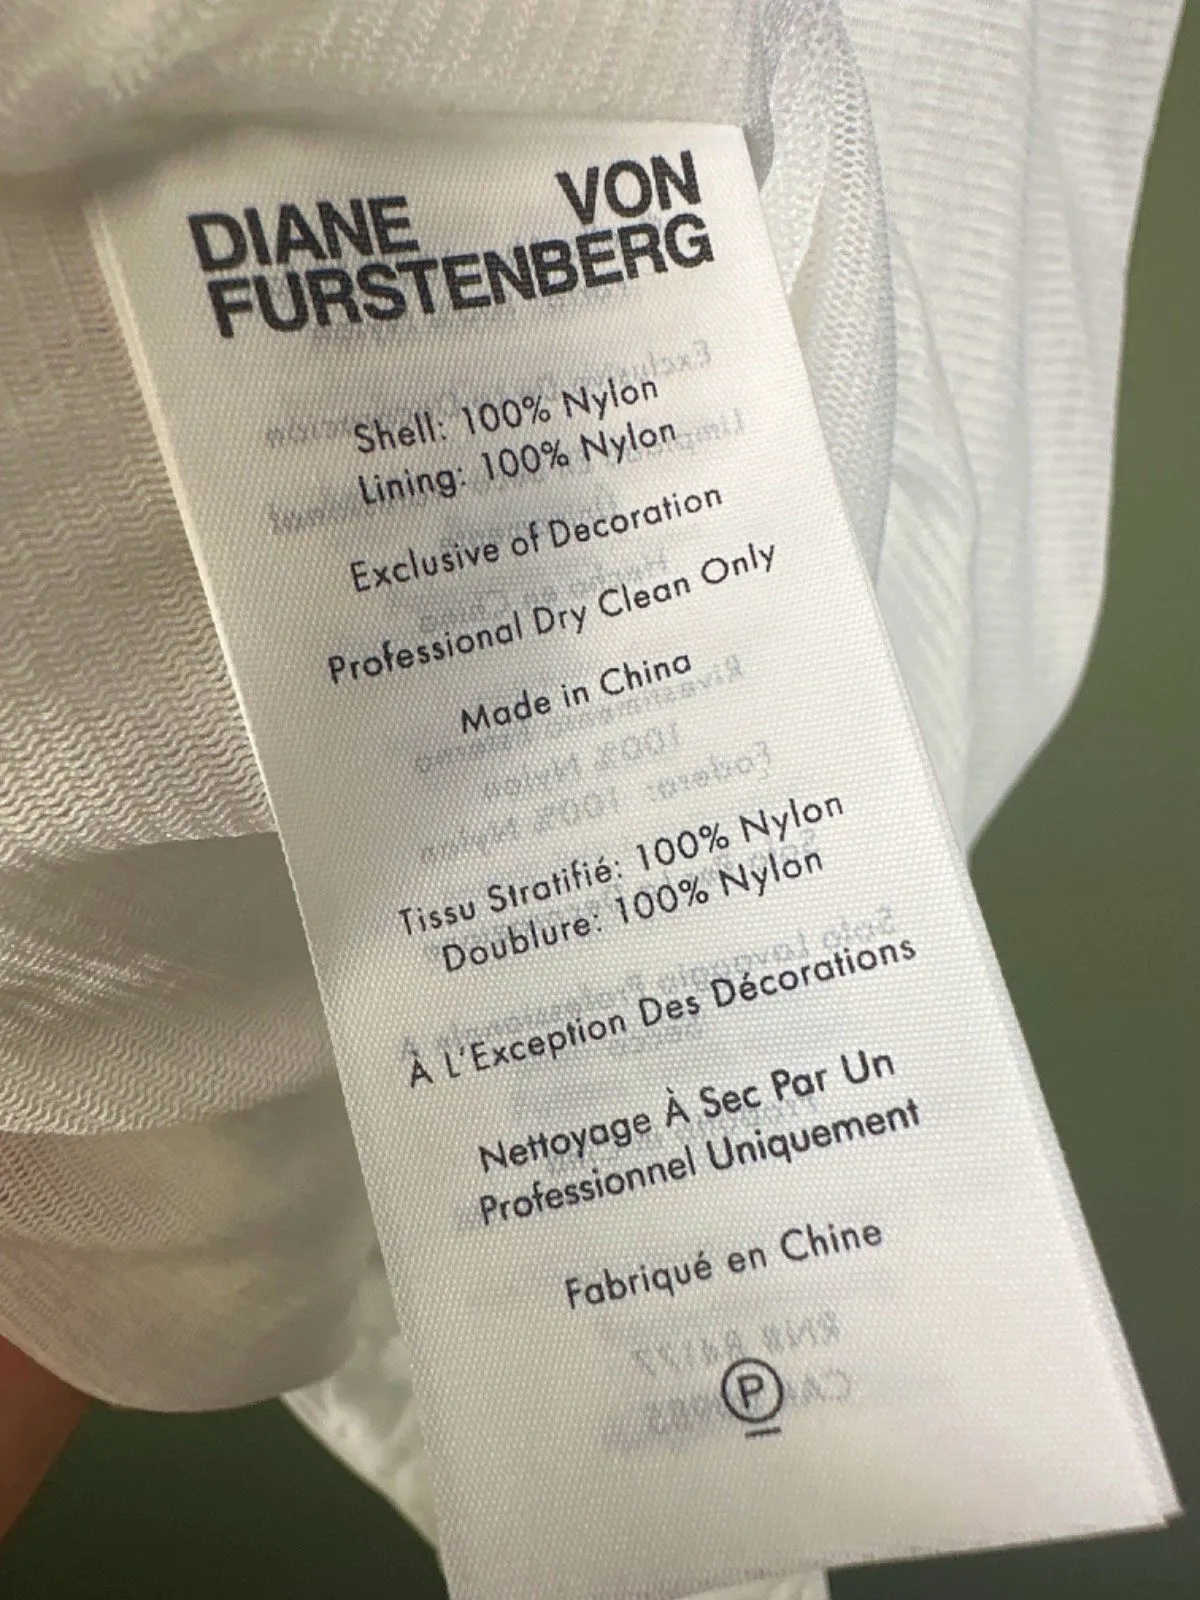 DIANE VON
FURSTENBERG
Shell: 100% Nylon
Lining: 100% Nylon
Exclusive of Decoration
Professional Dry Clean Only
Made in China
Tissu Stratifié: 100% Nylon
Doublure: 100% Nylon
À L'Exception Des Décorations
Nettoyage À Sec Par Un
Professionnel Uniquement
Fabriqué en Chine
P